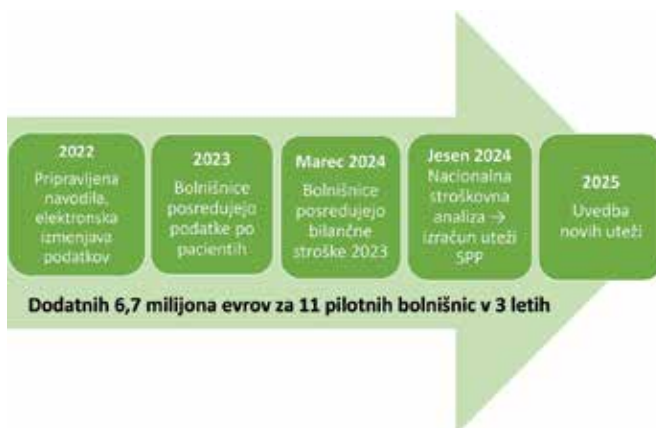 2022
Pripravljena
navodila,
elektronska
izmenjava
podatkov
2023
Bolnišnice
posredujejo
podatke po
pacientih
Marec 2024
Bolnišnice
posredujejo
bilančne
stroške 2023
Jesen 2024
Nacionalna
stroškovna
analiza →
izračun uteži
SPP
2025
Uvedba
novih uteži
Dodatnih 6,7 milijona evrov za 11 pilotnih bolnišnic v 3 letih